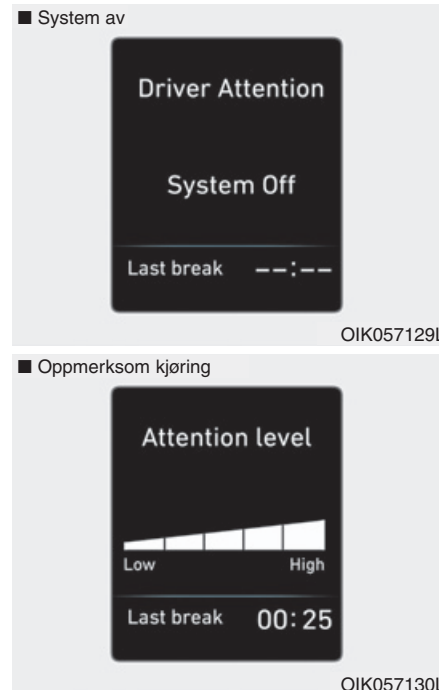 ■ System av
Driver Attention
System Off
Last break --:--
OIK057129L
■ Oppmerksom kjøring
Attention level
Low High
Last break 00:25
OIK057130L